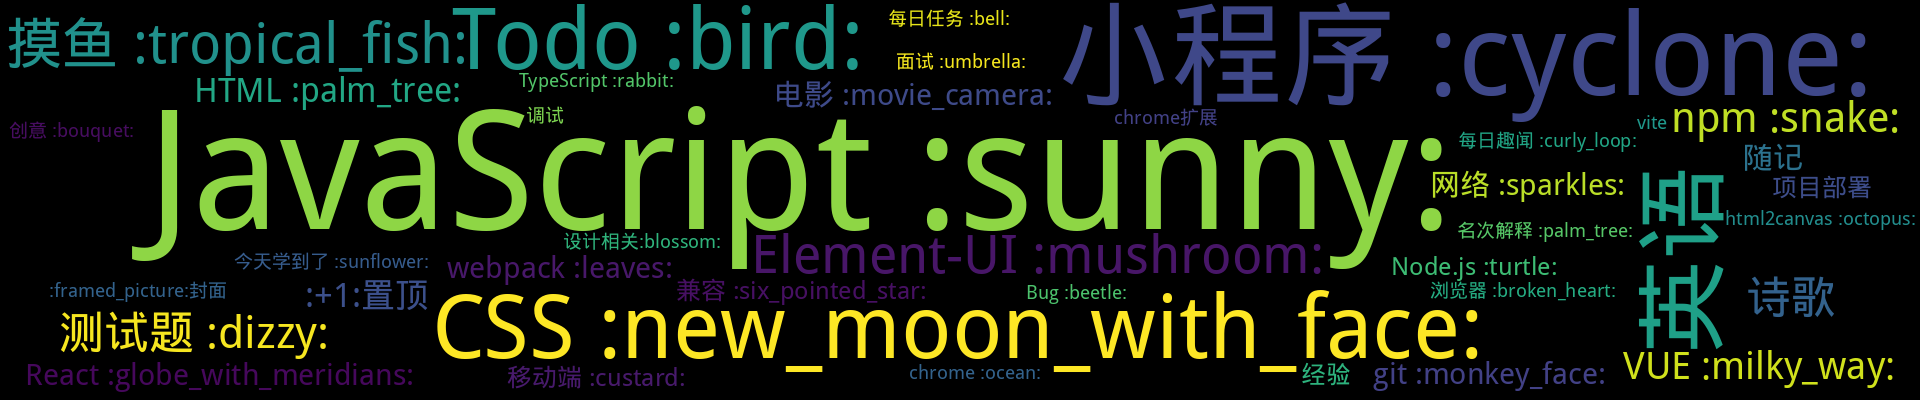 摸鱼 :tropical_fish:
Todo :bird:
每日任务 :bell:
小程序 :cyclone:
面试 :umbrella:
HTML :palm_tree:
TypeScript :rabbit:
电影 :movie_camera:
调试
chrome扩展
vite
npm :snake:
创意 :bouquet:
JavaScript :sunny:
每日趣闻 :curly_loop:
随记
网络 :sparkles:
项目部署
英语
html2canvas :octopus:
名次解释 :palm_tree:
设计相关:blossom:
Element-UI :mushroom:
今天学到了 :sunflower:
webpack :leaves:
Node.js :turtle:
:framed_picture:封面
:+1:置顶
兼容 :six_pointed_star:
Bug :beetle:
浏览器 :broken_heart:
诗歌
测试题 :dizzy:
CSS :new_moon_with_face:
React :globe_with_meridians:
移动端 :custard:
chrome :ocean:
经验
git :monkey_face:
VUE :milky_way: